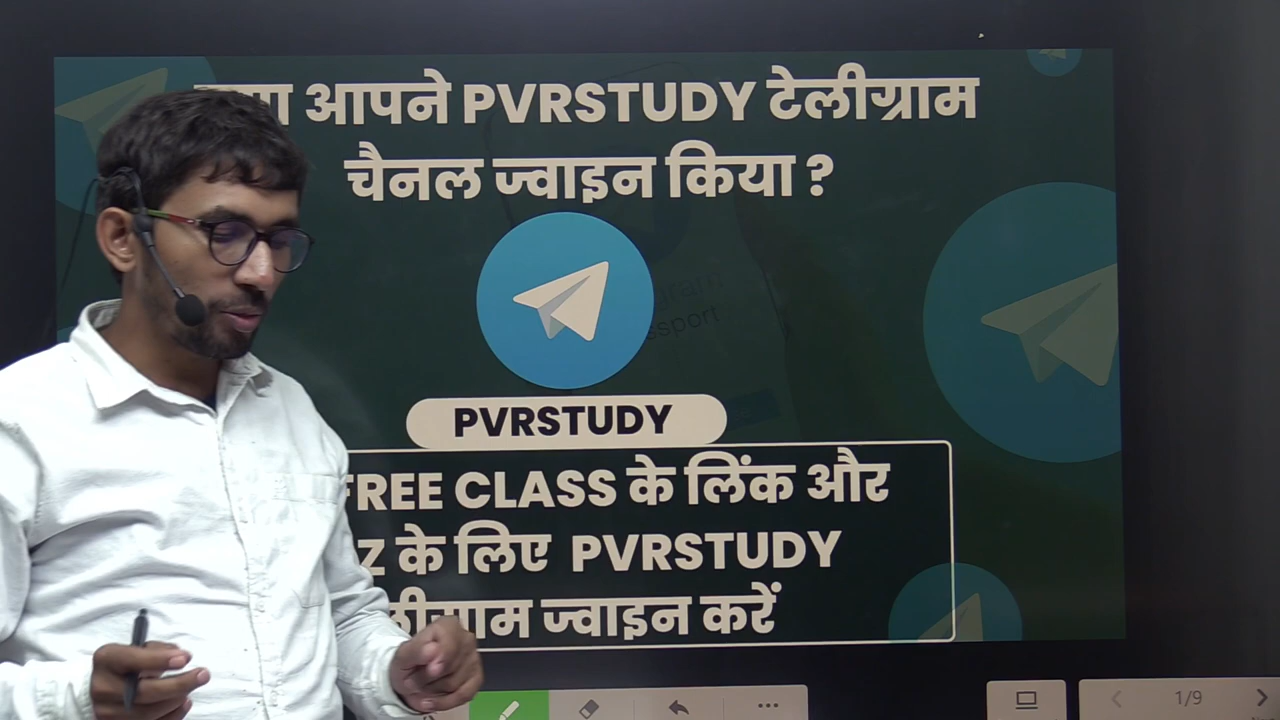 आपने PVRSTUDY टेलीग्राम
चैनल ज्वाइन किया ?
PVRSTUDY
FREE CLASS के लिंक और
के लिए PVRSTUDY
ज्वाइन करें
1/9